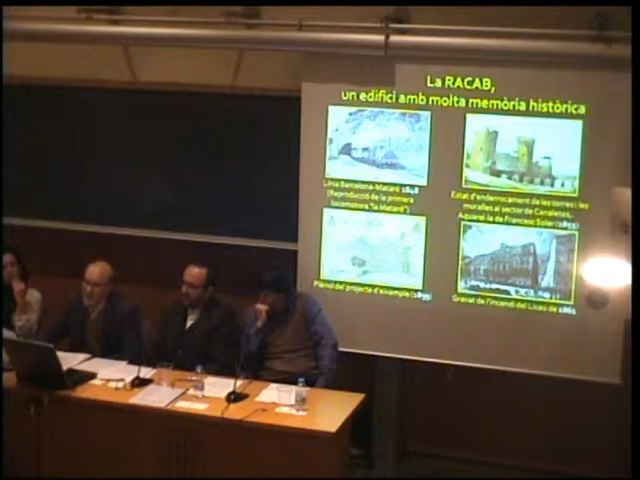 La RACAB,
un edifici amb molta memòria històrica
Línia Barcelona-Mataró 1848
(Reproducció de la primera
locomotora "la Mataró")
Estat d'enderrocament de les torres i les
muralles al sector de Canaletes.
Aquarel·la de Francesc Soler (1855)
Plànol del projecte d'eixample (1855)
Gravat de l'incendi del Liceu de 1861